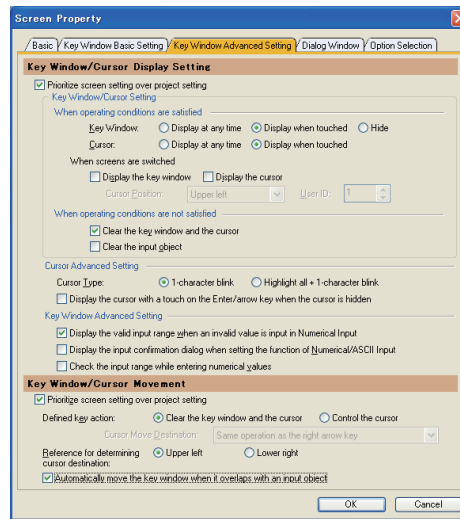 Screen Property
Basic Key Window Basic Setting Key Window Advanced Setting Dialog Window Option Selection
Key Window/Cursor Display Setting
Prioritize screen setting over project setting
Key Window/Cursor Setting
When operating conditions are satisfied
Key Window: Display at any time Display when touched Hide
Cursor: Display at any time Display when touched
When screens are switched
Display the key window Display the cursor
Cursor Position: Upper left User ID: 1
When operating conditions are not satisfied
Clear the key window and the cursor
Clear the input object
Cursor Advanced Setting
Cursor Type: 1-character blink Highlight all + 1-character blink
Display the cursor with a touch on the Enter/arrow key when the cursor is hidden
Key Window Advanced Setting
Display the valid input range when an invalid value is input in Numerical Input
Display the input confirmation dialog when setting the function of Numerical/ASCII Input
Check the input range while entering numerical values
Key Window/Cursor Movement
Prioritize screen setting over project setting
Defined key action: Clear the key window and the cursor Control the cursor
Cursor Move Destination: Same operation as the right arrow key
Reference for determining Upper left Lower right
cursor destination:
Automatically move the key window when it overlaps with an input object
OK Cancel